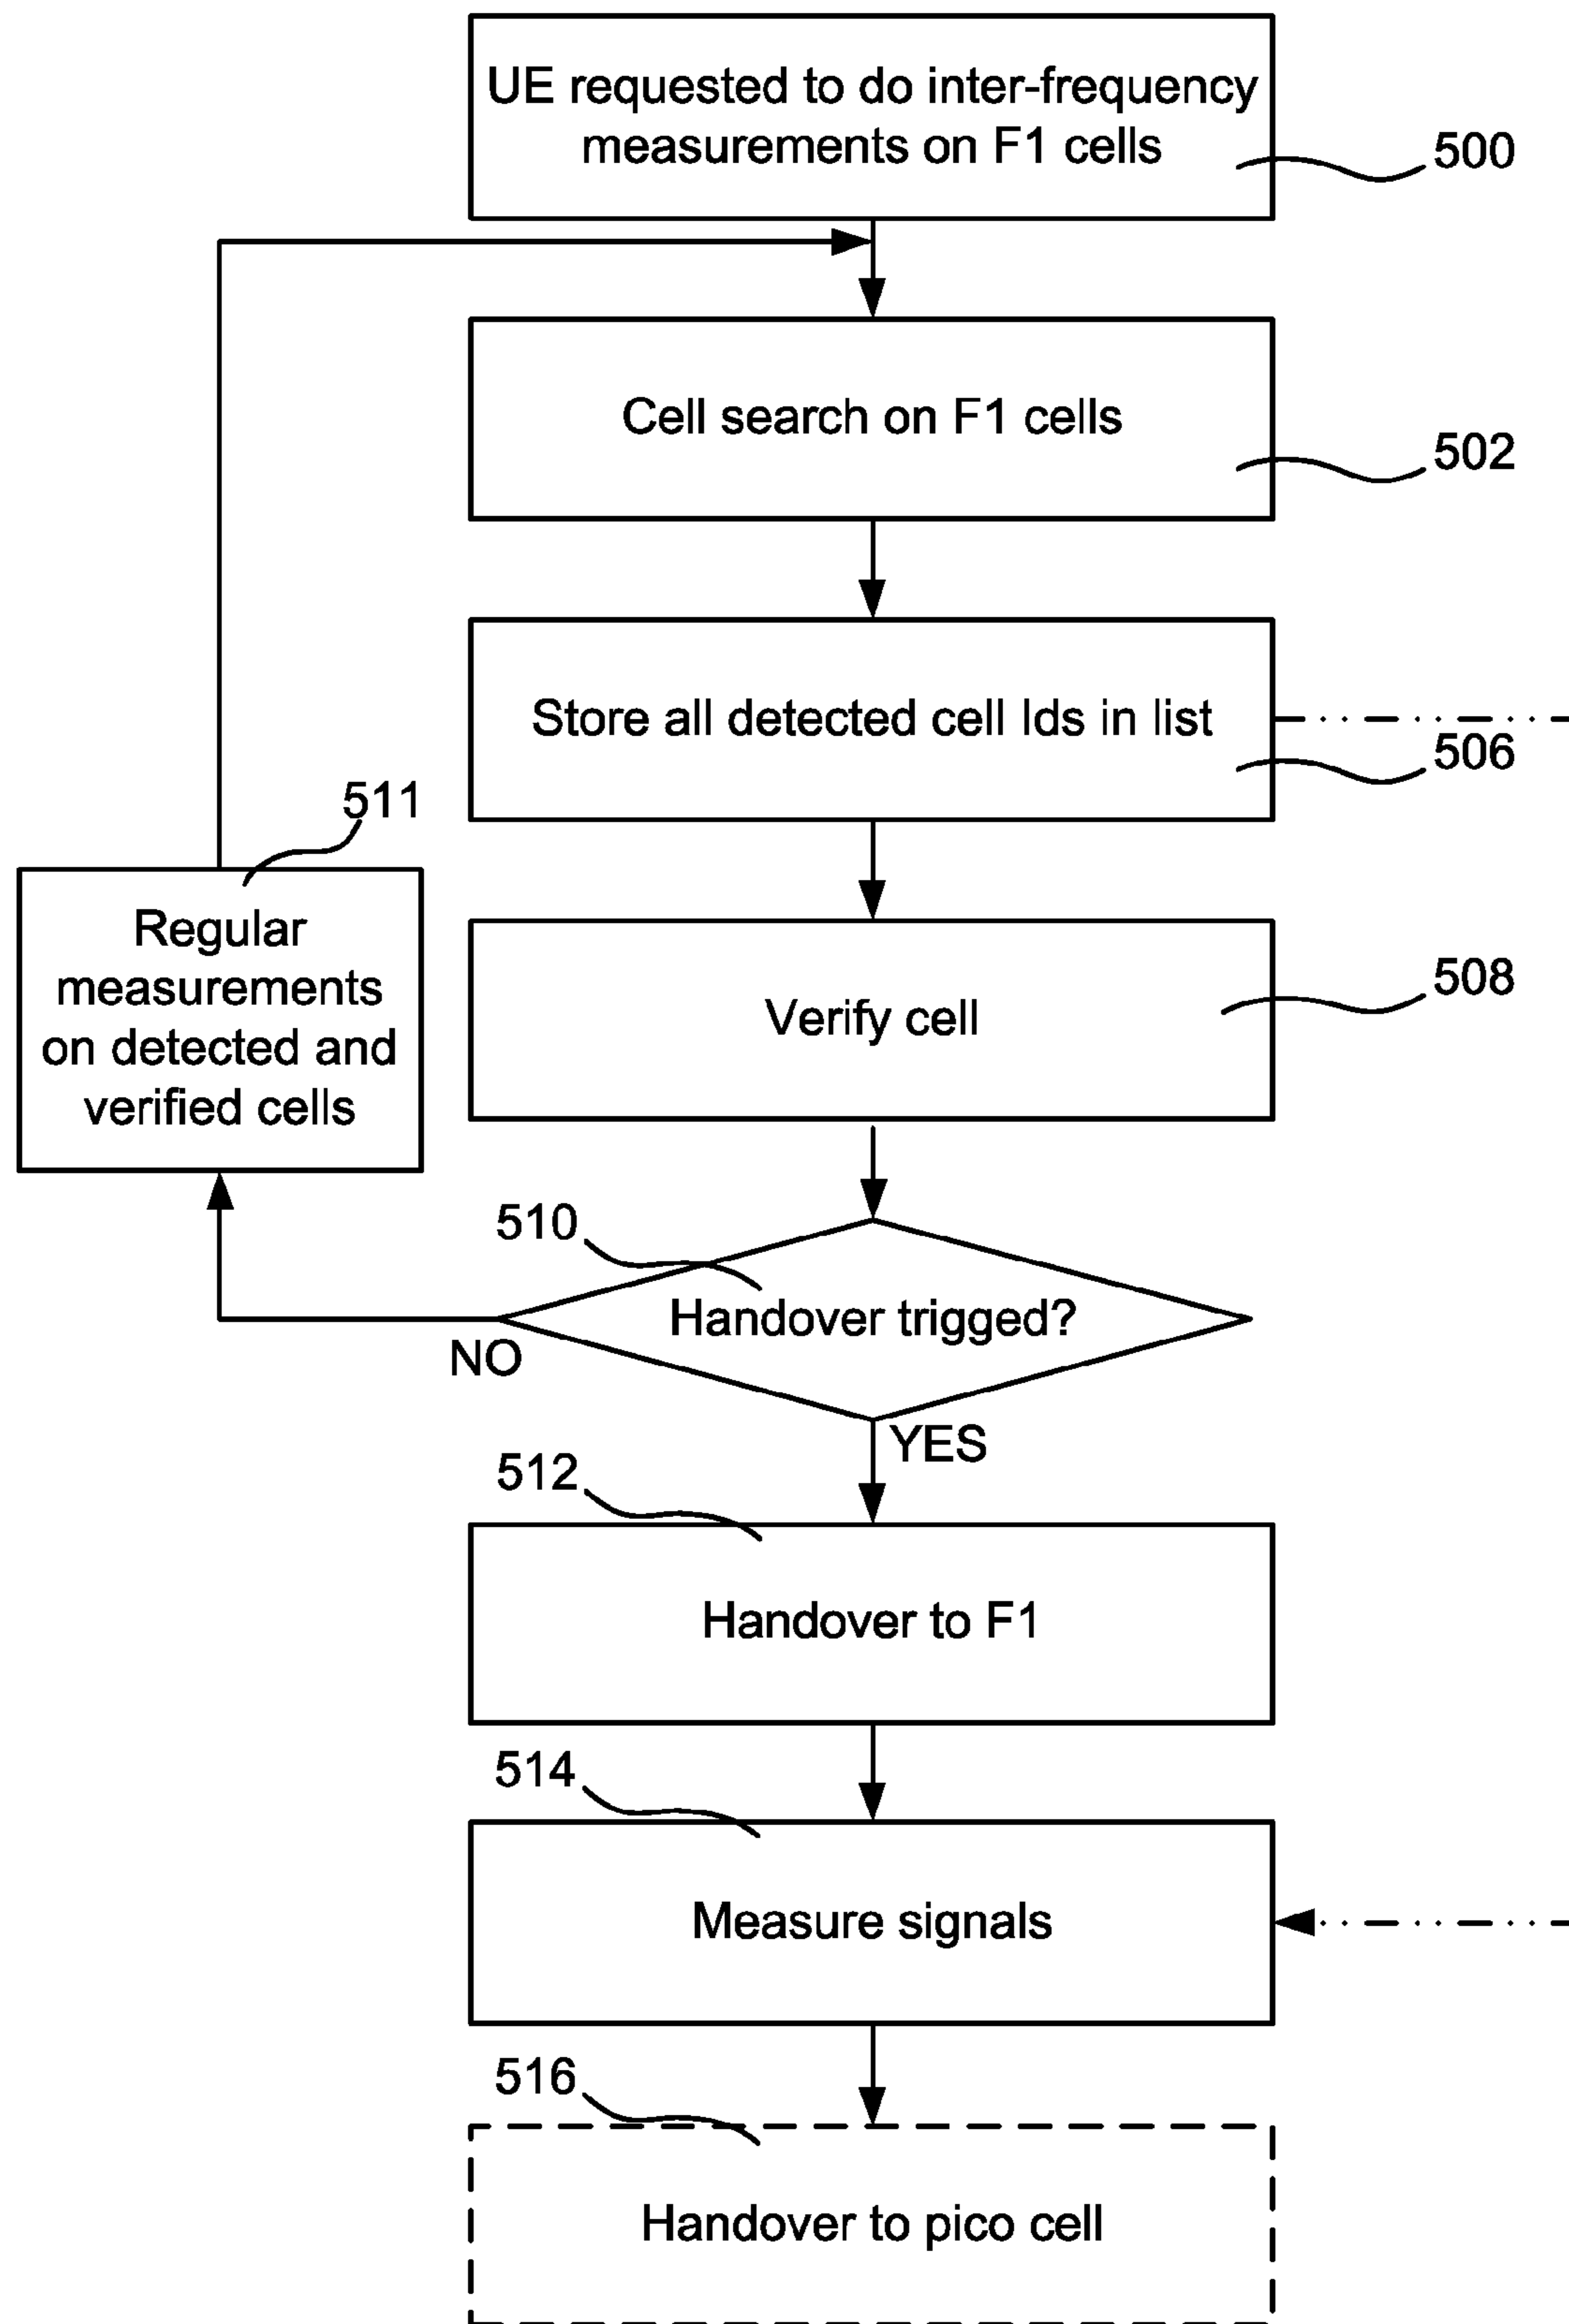 UE requested to do inter-frequency
measurements on F1 cells
500
Cell search on F1 cells
502
Store all detected cell Ids in list
506
511
Regular
measurements
on detected and
verified cells
Verify cell
508
510
Handover trigged?
NO
YES
512
Handover to F1
514
Measure signals
516
Handover to pico cell